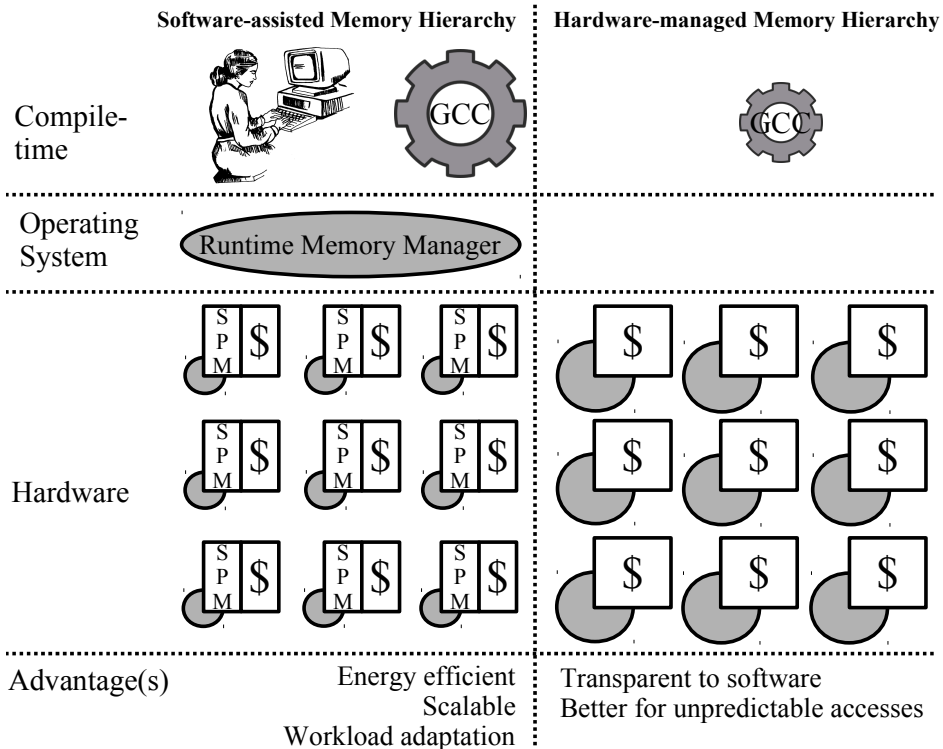 Software-assisted Memory Hierarchy
Hardware-managed Memory Hierarchy
Compile-
time
GCC
GCC
Operating
System
Runtime Memory Manager
Hardware
S
P
M
$
S
P
M
$
S
P
M
$
$
$
$
S
P
M
$
S
P
M
$
S
P
M
$
$
$
$
S
P
M
$
S
P
M
$
S
P
M
$
$
$
$
Advantage(s)
Energy efficient
Scalable
Workload adaptation
Transparent to software
Better for unpredictable accesses